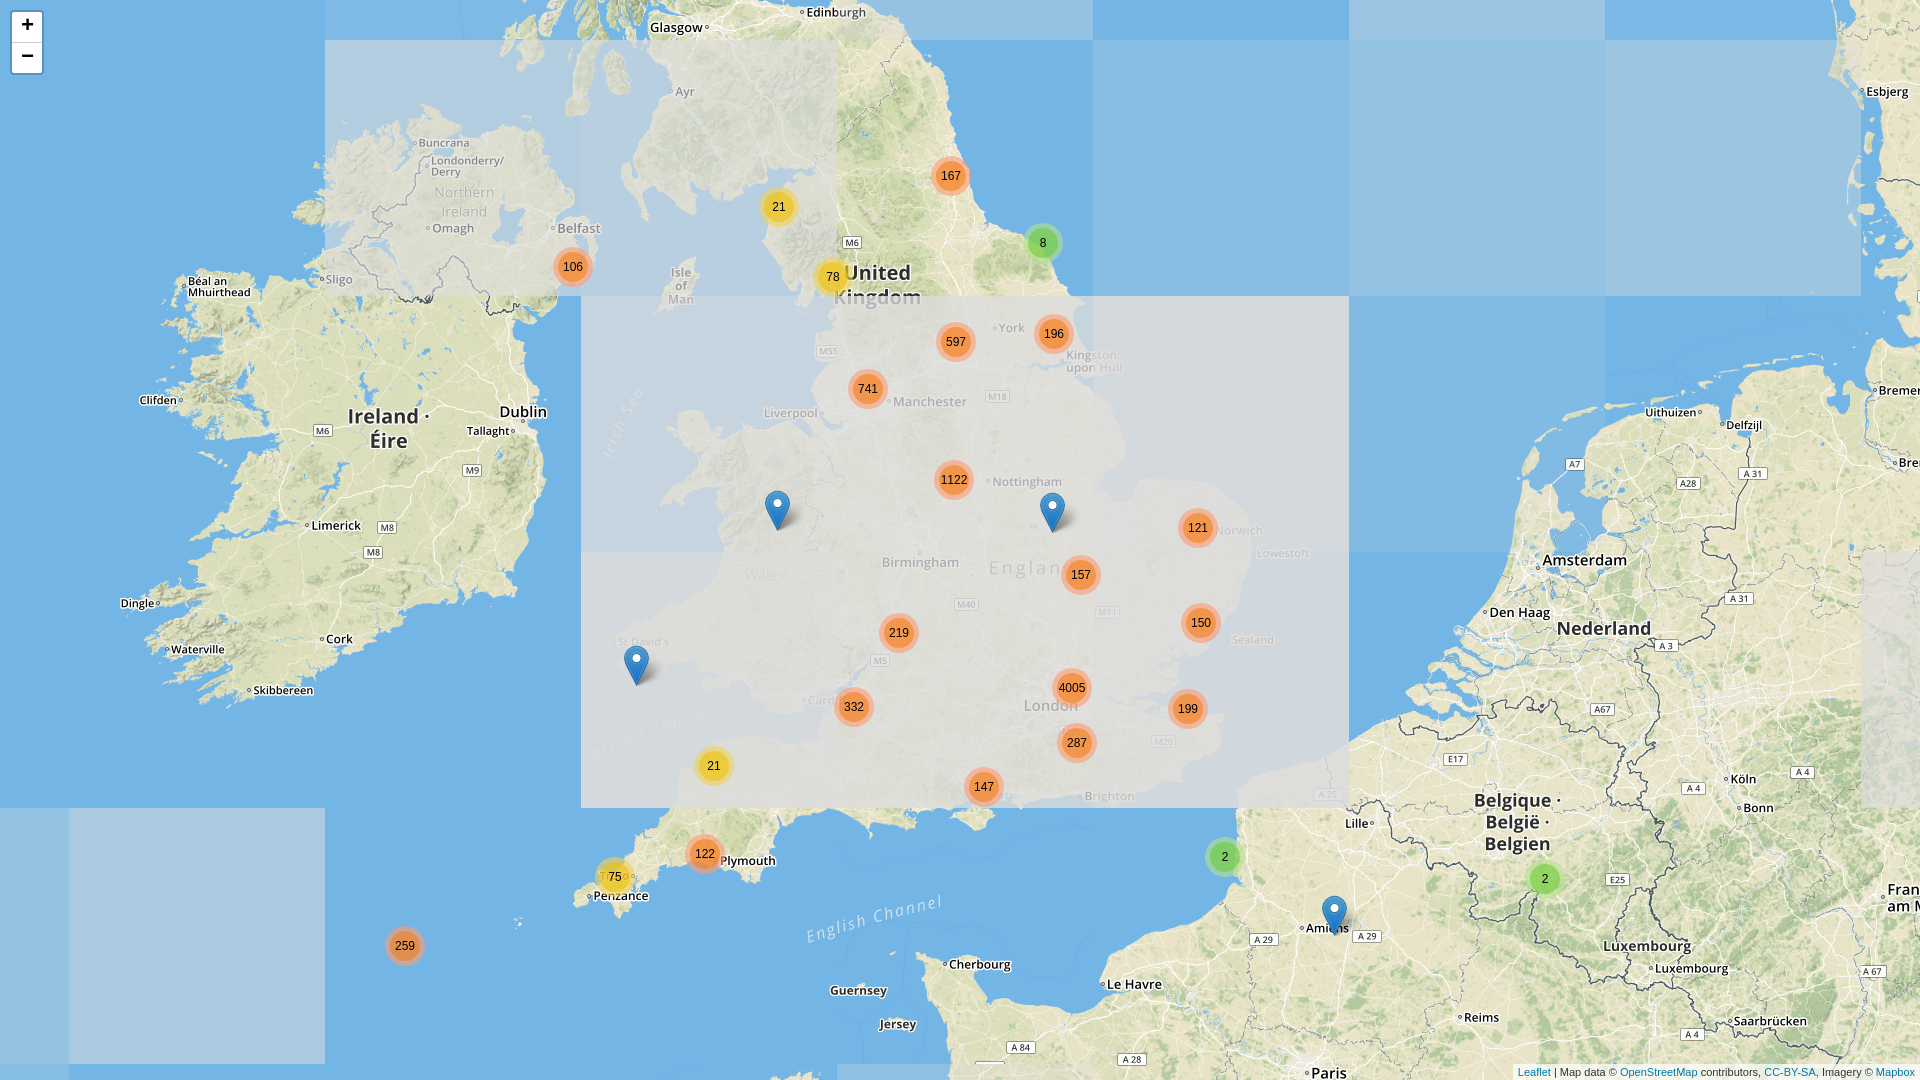 +
−
Edinburgh
Glasgow
Ayr
Esbjerg
Buncrana
Londonderry/
Derry
167
Northern
Ireland
21
Omagh
Belfast
M6
8
106
Isle
of
Man
78
United
Kingdom
Sligo
Béal an
Mhuirthead
York
196
597
M55
Kingston
upon Hull
741
Bremer
M18
Clifden
Manchester
Liverpool
Dublin
Uithuizen
Ireland ·
Éire
Irish Sea
Delfzijl
M6
Tallaght
A7
A 31
Bre
M9
1122
Nottingham
A28
Limerick
M8
121
Norwich
M8
Lowestoft
Birmingham
Amsterdam
England
157
Wales
Dingle
M40
M11
A 31
Den Haag
150
Nederland
219
Cork
St David's
Sealand
Waterville
A 3
M5
Skibbereen
4005
Cardi
332
London
199
A67
Bristol Channel
287
M20
E17
21
A 4
Köln
147
Brighton
A 25
A 4
Belgique ·
België ·
Belgien
Bonn
Lille
122
Plymouth
2
75
Penzance
2
E25
Fran
am M
English Channel
Amiens
A 29
A 29
259
Luxembourg
Cherbourg
Luxembourg
A 67
Le Havre
Guernsey
Reims
Jersey
Saarbrücken
A 4
A 84
A 28
Paris
Leaflet | Map data © OpenStreetMap contributors, CC-BY-SA, Imagery © Mapbox